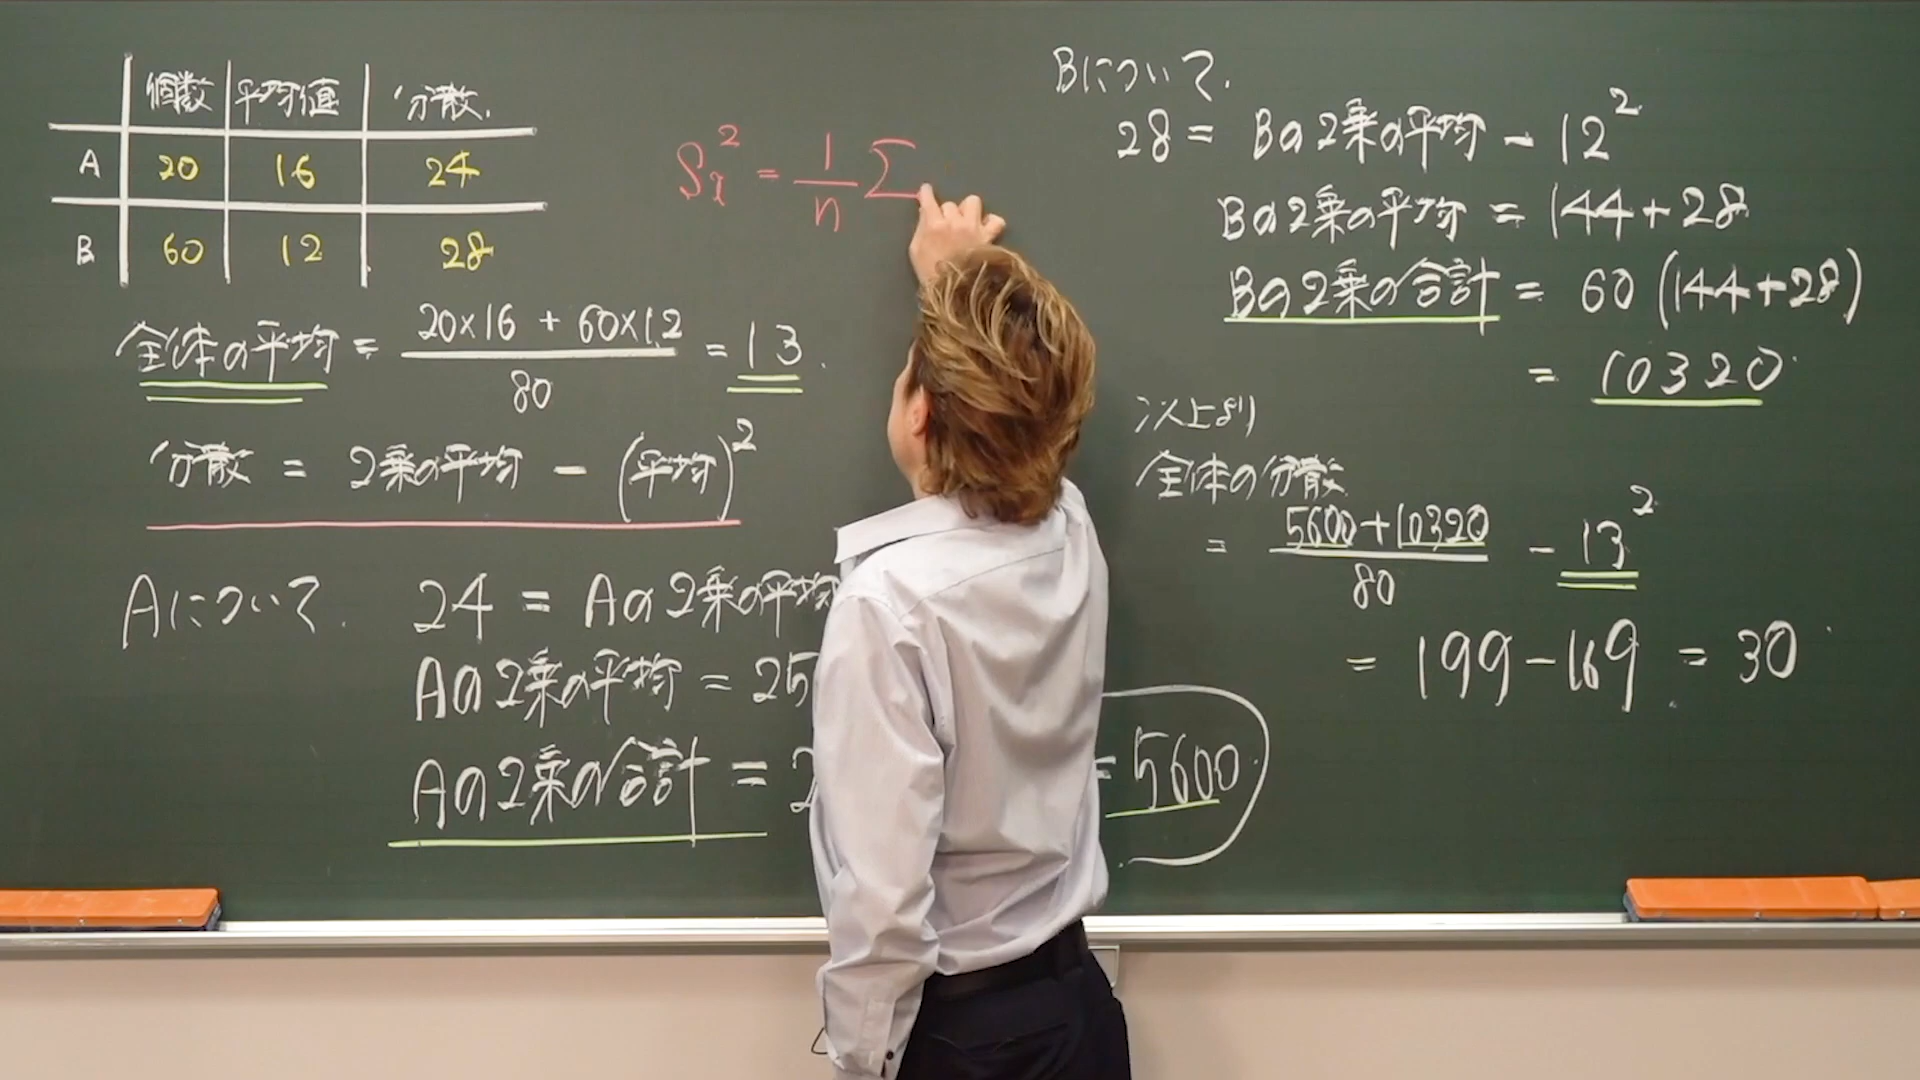 個数 平均値 分散.
A 20 16 24
B 60 12 28
全体の平均 = (20×16 + 60×12)/80 = 13.
分散 = 2乗の平均 - (平均)²
Aについて. 24 = Aの2乗の平均
Aの2乗の平均 = 25
Aの2乗の合計 = 2 = 5600.
Sx² = 1/n Σ
Bについて.
28 = Bの2乗の平均 - 12²
Bの2乗の平均 = 144+28
Bの2乗の合計 = 60 (144+28)
= 10320.
以上より
全体の分散
= (5600+10320)/80 - 13²
= 199-169 = 30.